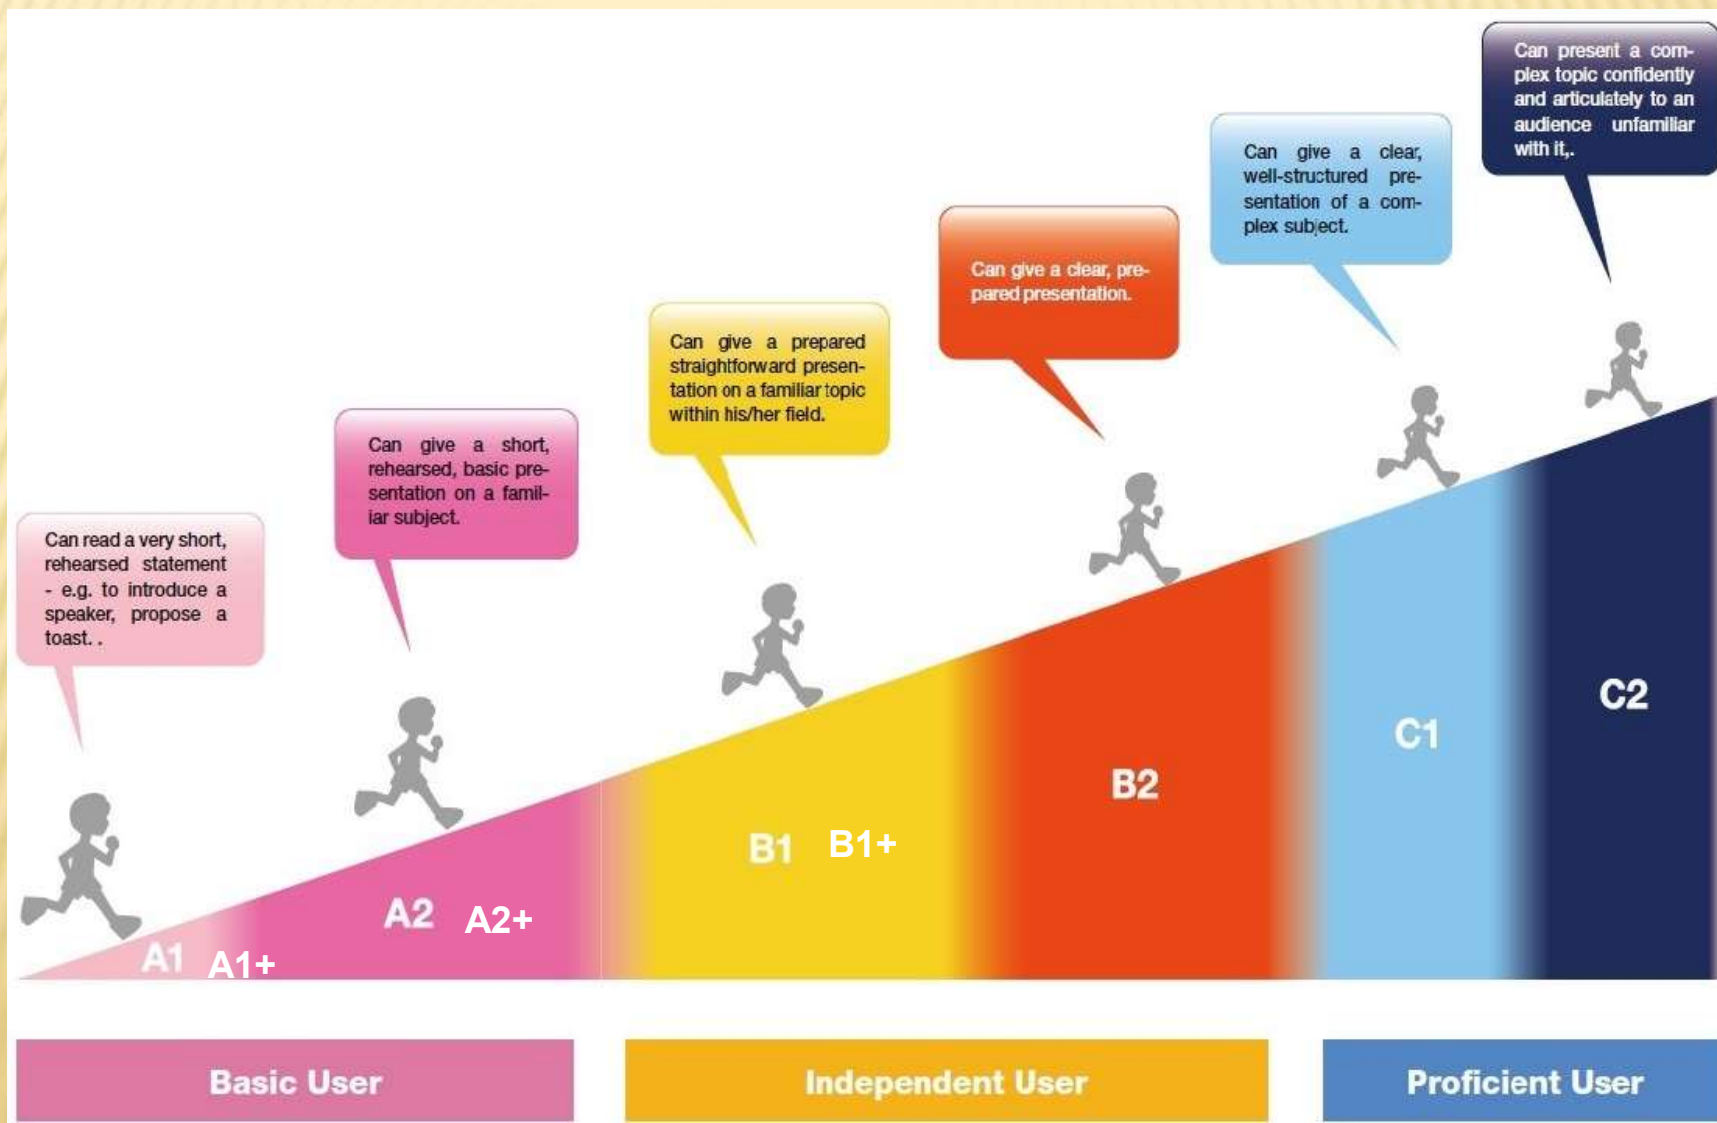 Can read a very short,
rehearsed statement
- e.g. to introduce a
speaker, propose a
toast. .
Can give a short,
rehearsed, basic pre-
sentation on a famil-
iar subject.
Can give a prepared
straightforward presen-
tation on a familiar topic
within his/her field.
Can give a clear, pre-
pared presentation.
Can give a clear,
well-structured pre-
sentation of a com-
plex subject.
Can present a com-
plex topic confidently
and articulately to an
audience unfamiliar
with it,.
A1
A1+
A2
A2+
B1
B1+
B2
C1
C2
Basic User
Independent User
Proficient User